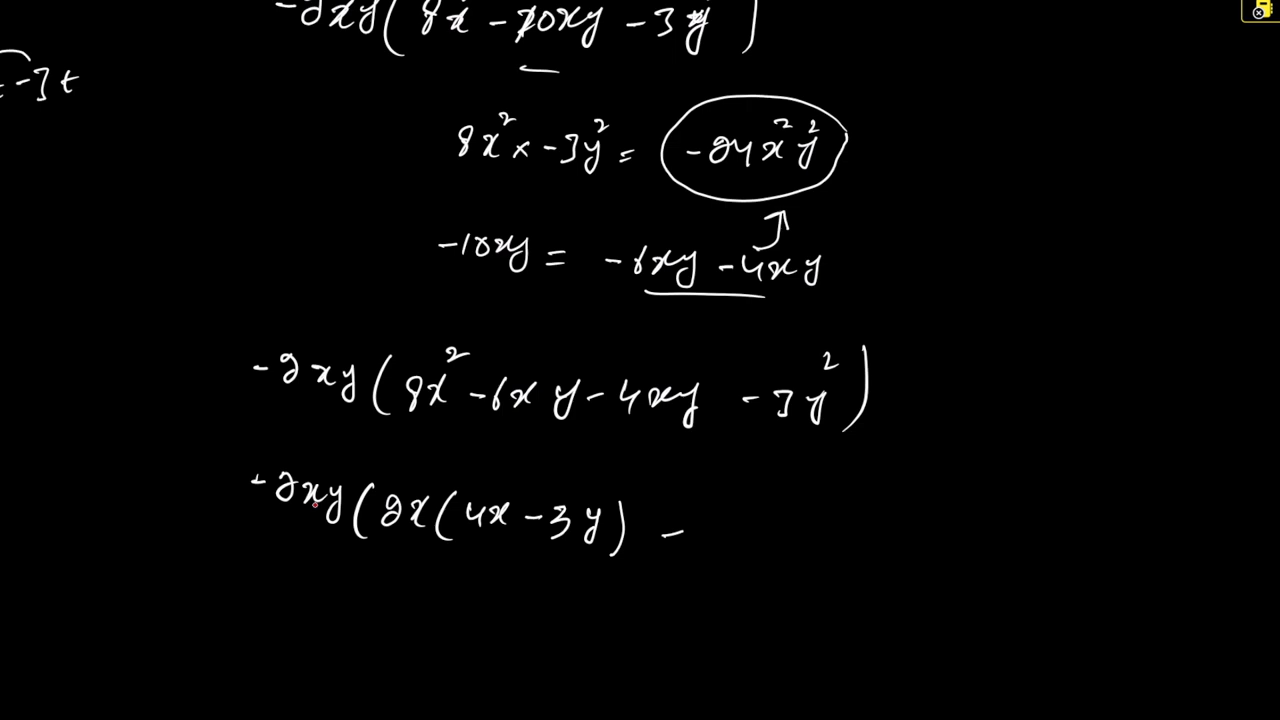 -2xy(8x - 10xy - 3y)
-3t
8x² × -3y² = -24x²y²
-10xy = -6xy - 4xy
-2xy(8x² - 6xy - 4xy - 3y²)
-2xy(2x(4x - 3y) -